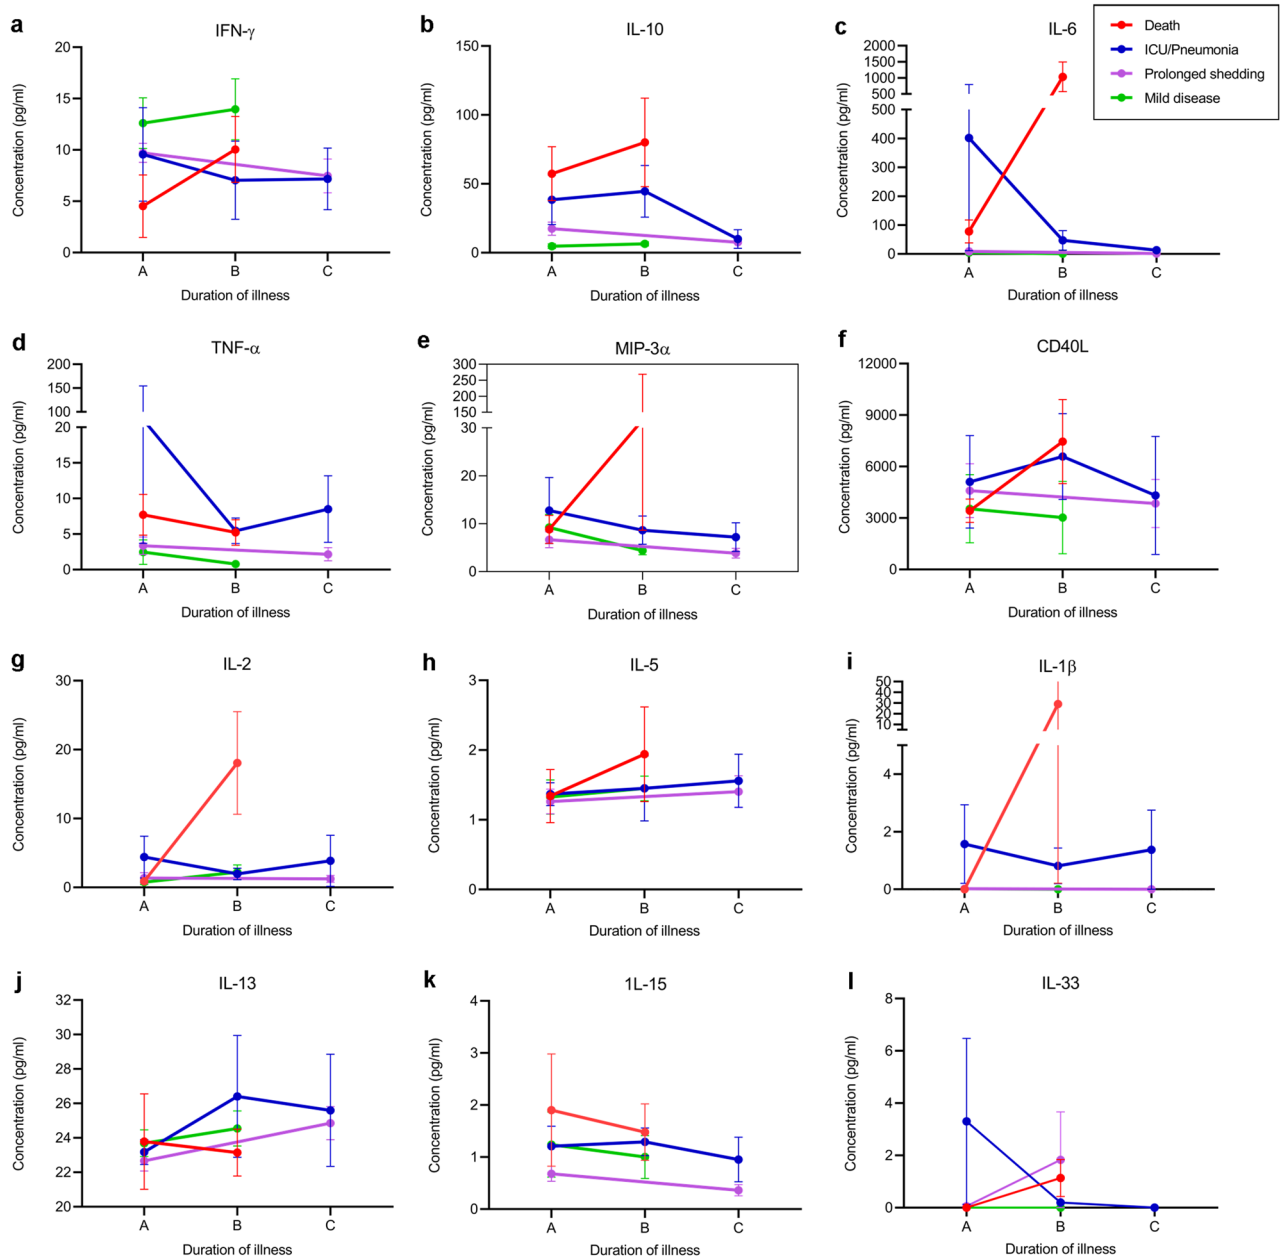 a
IFN-γ
Concentration (pg/ml)
20
15
10
5
0
A B C
Duration of illness
b
IL-10
Concentration (pg/ml)
150
100
50
0
A B C
Duration of illness
c
IL-6
Concentration (pg/ml)
2000
1500
1000
500
500
400
300
200
100
0
A B C
Duration of illness
Death
ICU/Pneumonia
Prolonged shedding
Mild disease
d
TNF-α
Concentration (pg/ml)
200
150
100
20
15
10
5
0
A B C
Duration of illness
e
MIP-3α
Concentration (pg/ml)
300
250
200
150
30
20
10
0
A B C
Duration of illness
f
CD40L
Concentration (pg/ml)
12000
9000
6000
3000
0
A B C
Duration of illness
g
IL-2
Concentration (pg/ml)
30
20
10
0
A B C
Duration of illness
h
IL-5
Concentration (pg/ml)
3
2
1
0
A B C
Duration of illness
i
IL-1β
Concentration (pg/ml)
50
40
30
20
10
4
2
0
A B C
Duration of illness
j
IL-13
Concentration (pg/ml)
32
30
28
26
24
22
20
A B C
Duration of illness
k
1L-15
Concentration (pg/ml)
4
3
2
1
0
A B C
Duration of illness
l
IL-33
Concentration (pg/ml)
8
6
4
2
0
A B C
Duration of illness